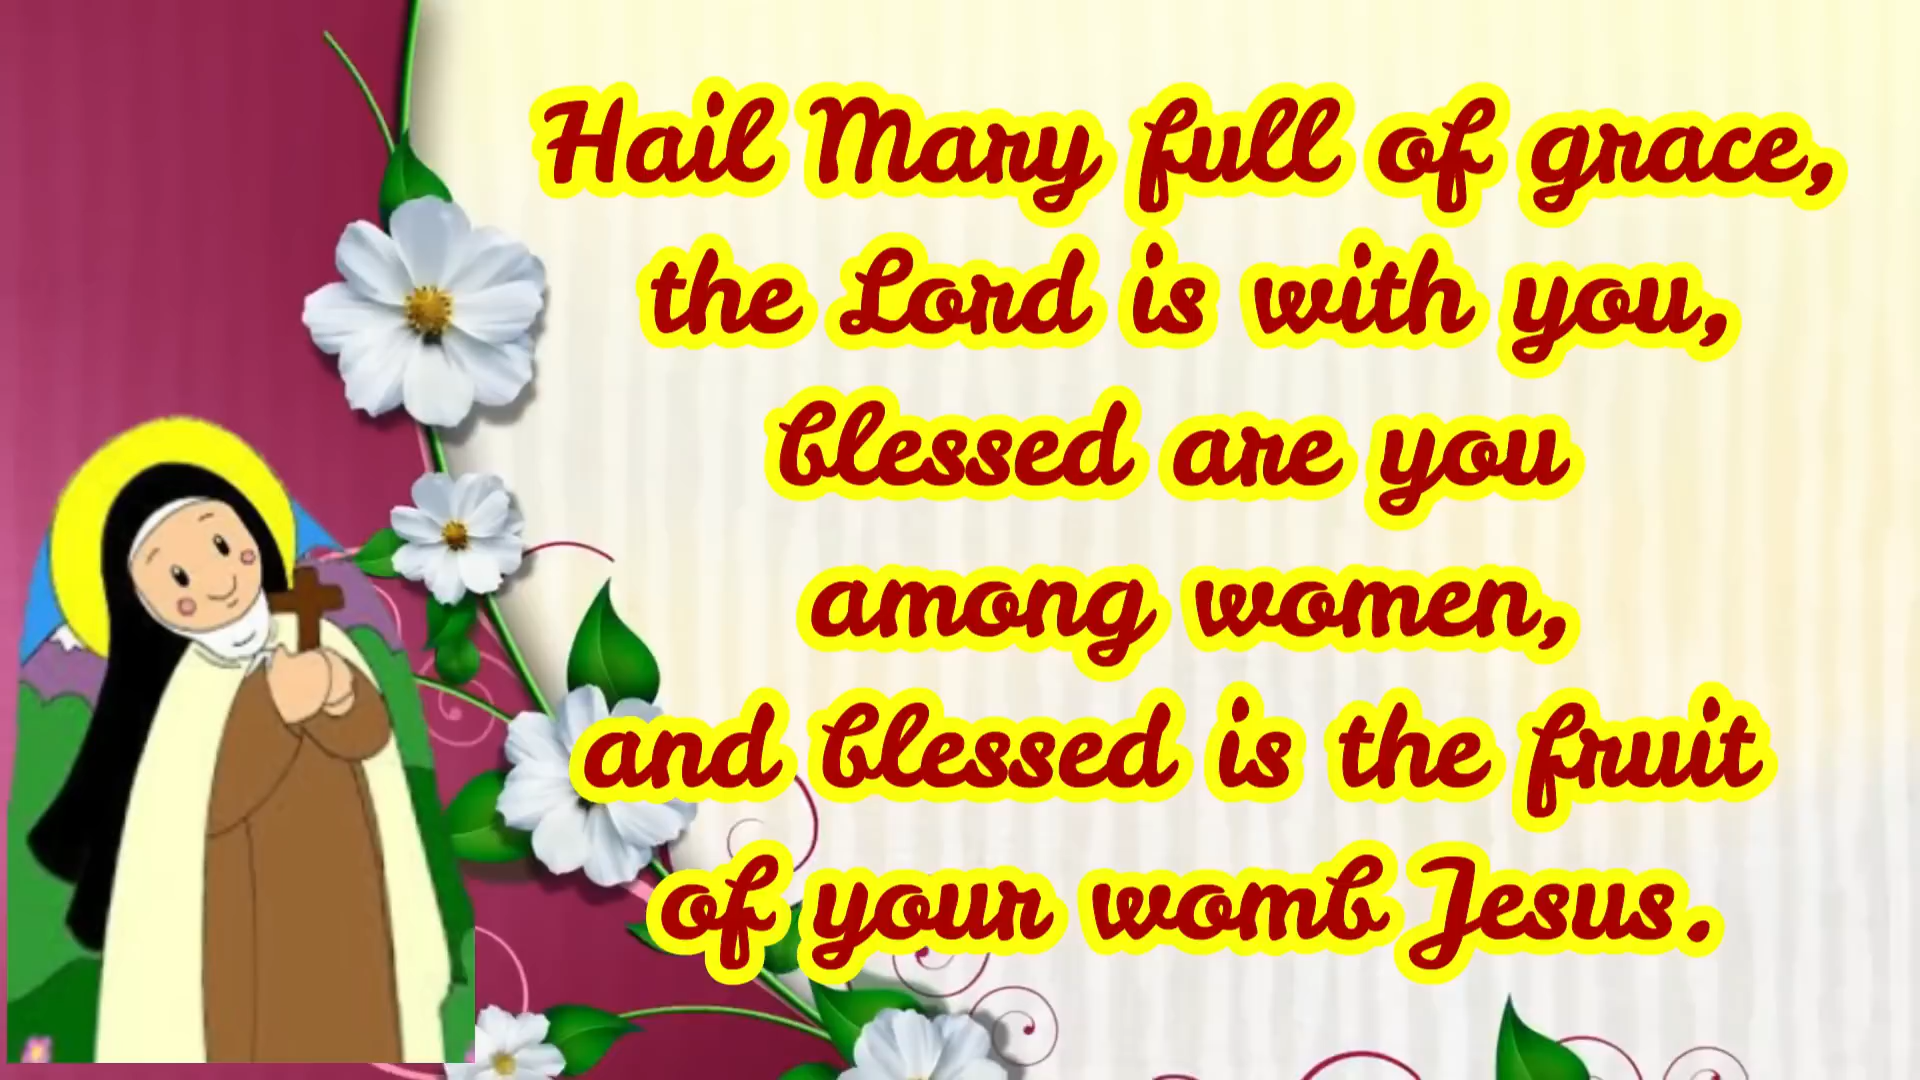 Hail Mary full of grace,
the Lord is with you,
blessed are you
among women,
and blessed is the fruit
of your womb Jesus.